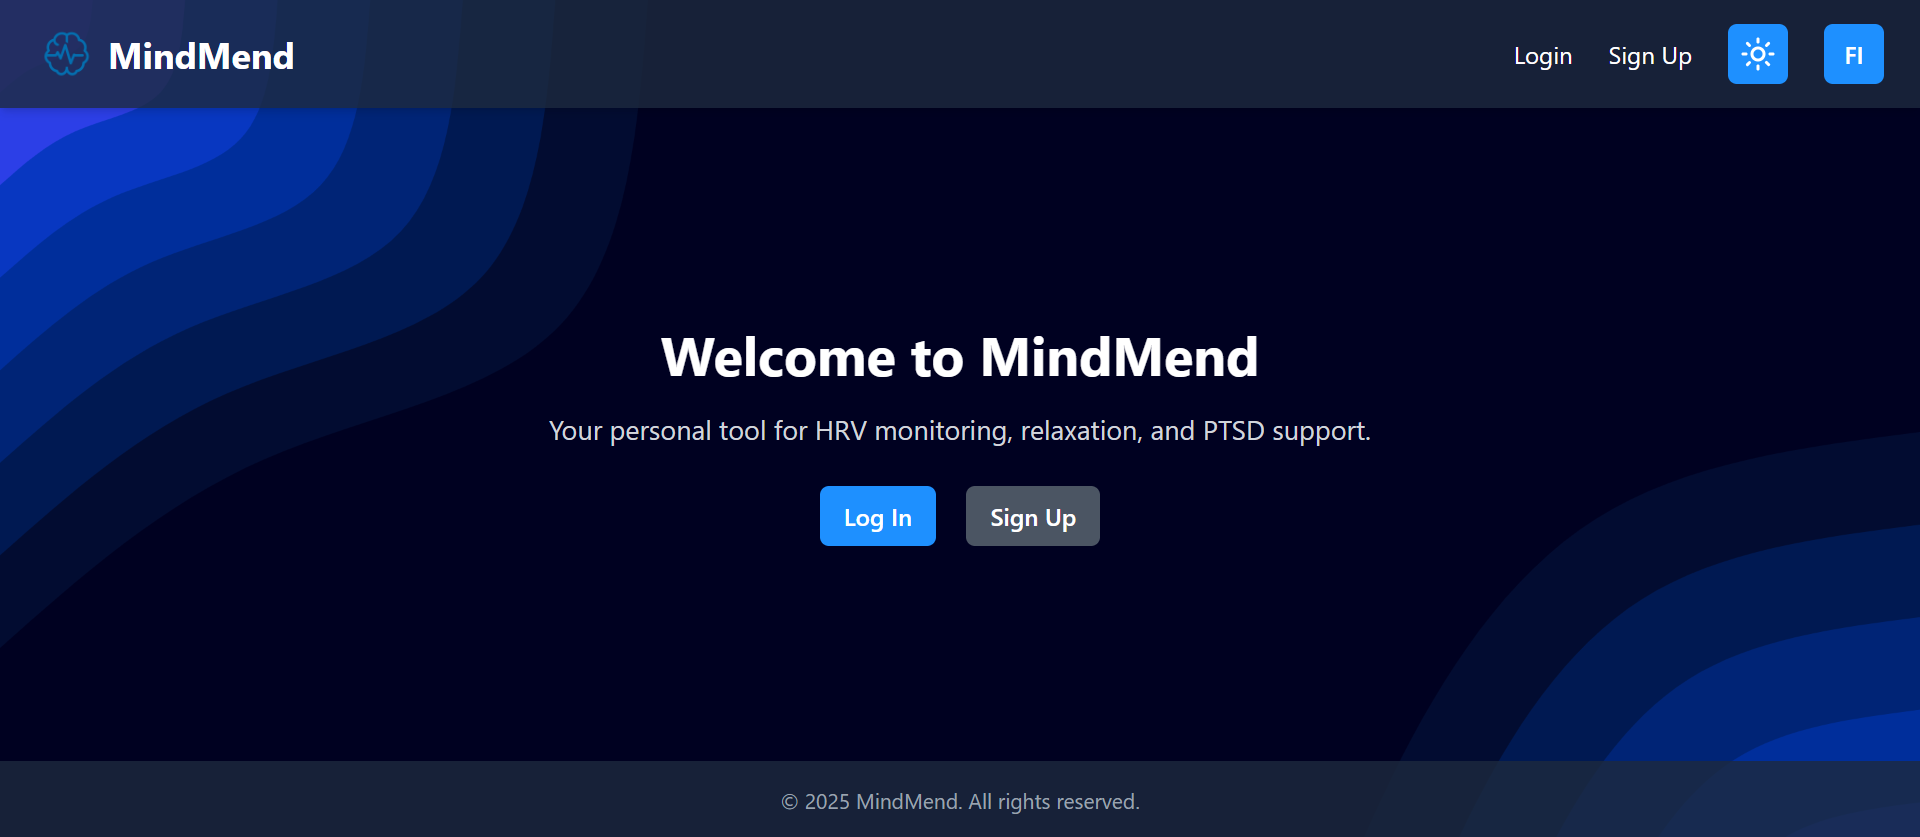 MindMend
Login
Sign Up
FI
Welcome to MindMend
Your personal tool for HRV monitoring, relaxation, and PTSD support.
Log In
Sign Up
© 2025 MindMend. All rights reserved.